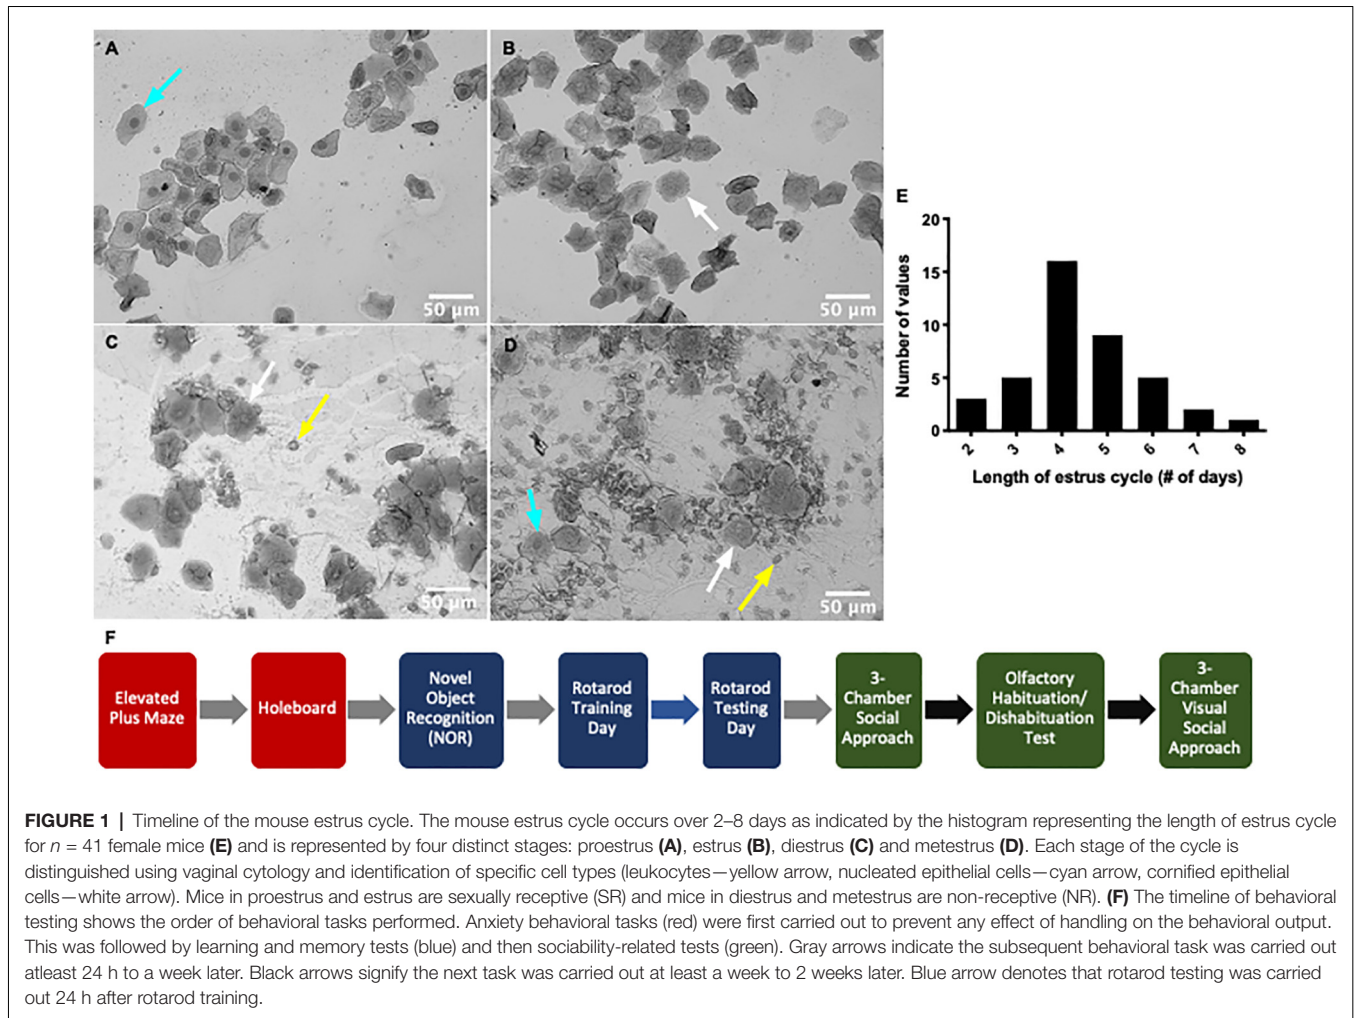 A
B
50 µm
50 µm
C
D
50 µm
50 µm
E
Number of values
20
15
10
5
0
2
3
4
5
6
7
8
Length of estrus cycle (# of days)
F
Elevated
Plus Maze
Holeboard
Novel
Object
Recognition
(NOR)
Rotarod
Training
Day
Rotarod
Testing
Day
3-
Chamber
Social
Approach
Olfactory
Habituation/
Dishabituation
Test
3-
Chamber
Visual
Social
Approach
FIGURE 1 | Timeline of the mouse estrus cycle. The mouse estrus cycle occurs over 2–8 days as indicated by the histogram representing the length of estrus cycle
for n = 41 female mice (E) and is represented by four distinct stages: proestrus (A), estrus (B), diestrus (C) and metestrus (D). Each stage of the cycle is
distinguished using vaginal cytology and identification of specific cell types (leukocytes—yellow arrow, nucleated epithelial cells—cyan arrow, cornified epithelial
cells—white arrow). Mice in proestrus and estrus are sexually receptive (SR) and mice in diestrus and metestrus are non-receptive (NR). (F) The timeline of behavioral
testing shows the order of behavioral tasks performed. Anxiety behavioral tasks (red) were first carried out to prevent any effect of handling on the behavioral output.
This was followed by learning and memory tests (blue) and then sociability-related tests (green). Gray arrows indicate the subsequent behavioral task was carried out
atleast 24 h to a week later. Black arrows signify the next task was carried out at least a week to 2 weeks later. Blue arrow denotes that rotarod testing was carried
out 24 h after rotarod training.